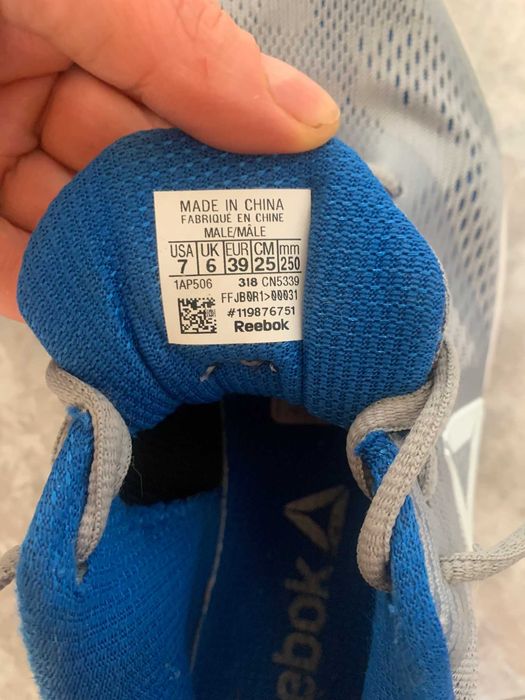 MADE IN CHINA
FABRIQUÉ EN CHINE
MALE/MÂLE
USA UK EUR CM mm
7 6 39 25 250
1AP506 318 CN5339
FFJB0R1>00031
#119876751
Reebok
Reebok